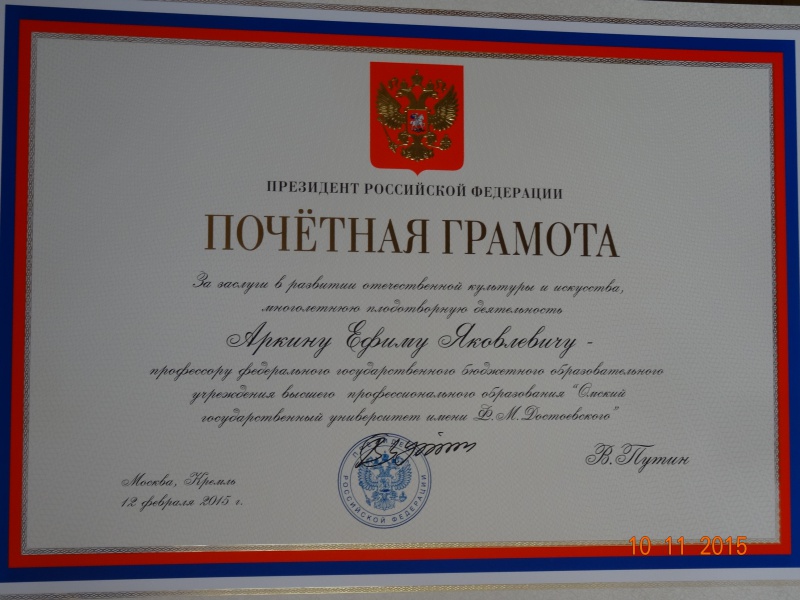 ПРЕЗИДЕНТ РОССИЙСКОЙ ФЕДЕРАЦИИ
ПОЧЁТНАЯ ГРАМОТА
За заслуги в развитии отечественной культуры и искусства,
многолетнюю плодотворную деятельность
Аркину Ефиму Яковлевичу -
профессору федерального государственного бюджетного образовательного
учреждения высшего профессионального образования "Омский
государственный университет имени Ф.М.Достоевского"
В.Путин
РОССИЙСКОЙ ФЕДЕРАЦИИ
Москва, Кремль
12 февраля 2015 г.
10 11 2015